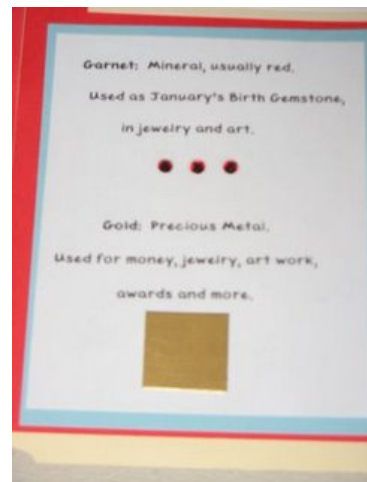 Garnet: Mineral, usually red.
Used as January's Birth Gemstone,
in jewelry and art.
Gold: Precious Metal.
Used for money, jewelry, art work,
awards and more.